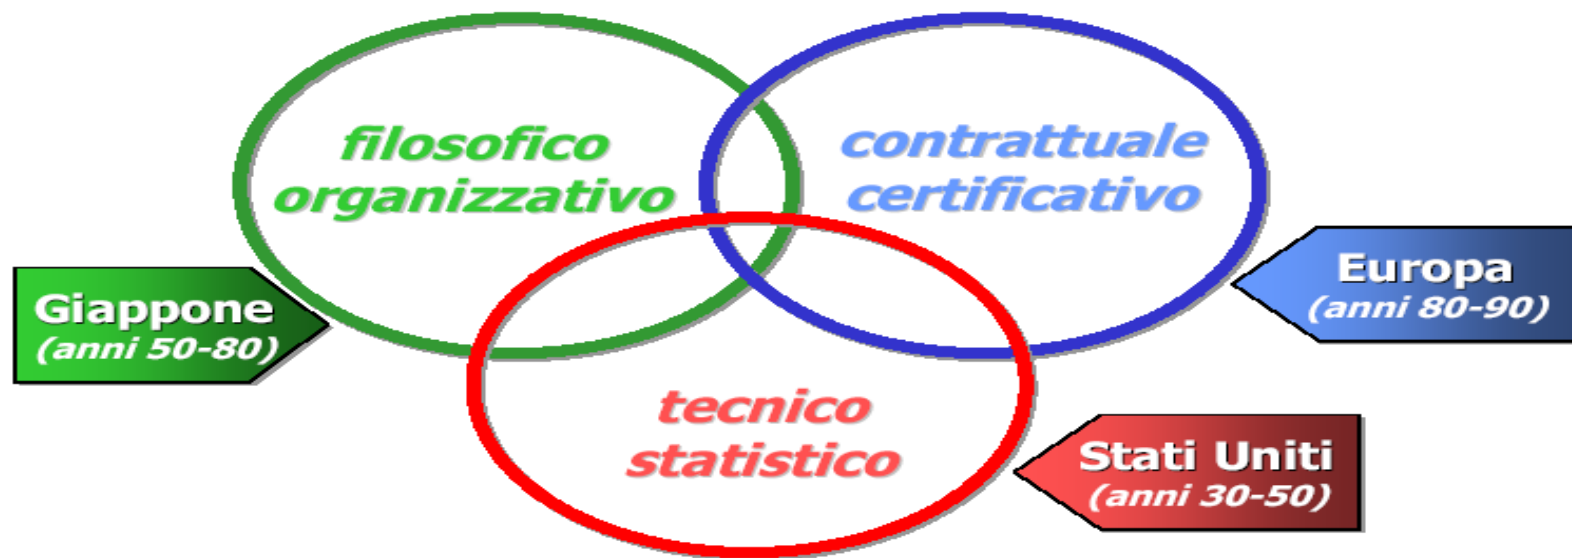 filosofico
organizzativo
contrattuale
certificativo
Giappone
(anni 50-80)
Europa
(anni 80-90)
tecnico
statistico
Stati Uniti
(anni 30-50)